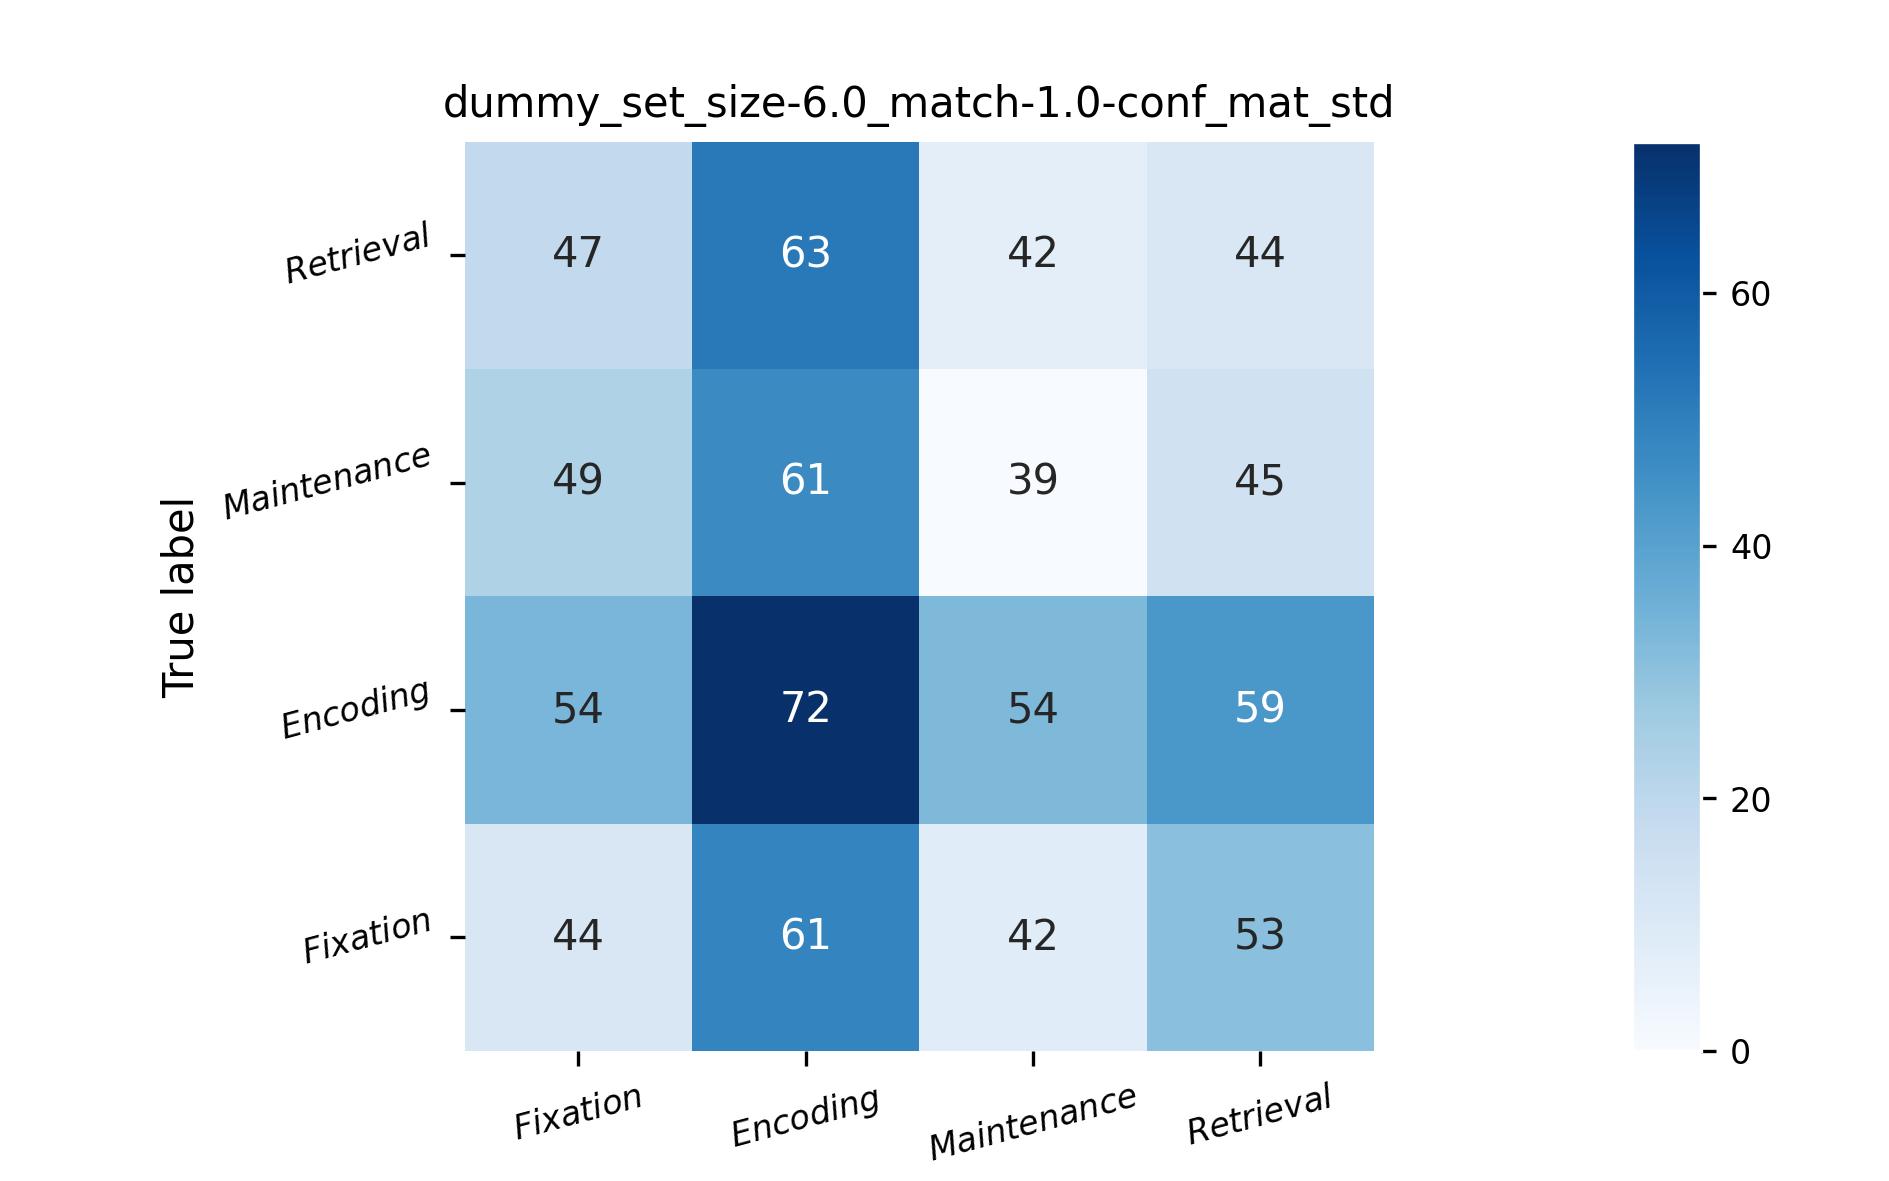 dummy_set_size-6.0_match-1.0-conf_mat_std
True label
Retrieval 47 63 42 44
Maintenance 49 61 39 45
Encoding 54 72 54 59
Fixation 44 61 42 53
Fixation Encoding Maintenance Retrieval
60
40
20
0